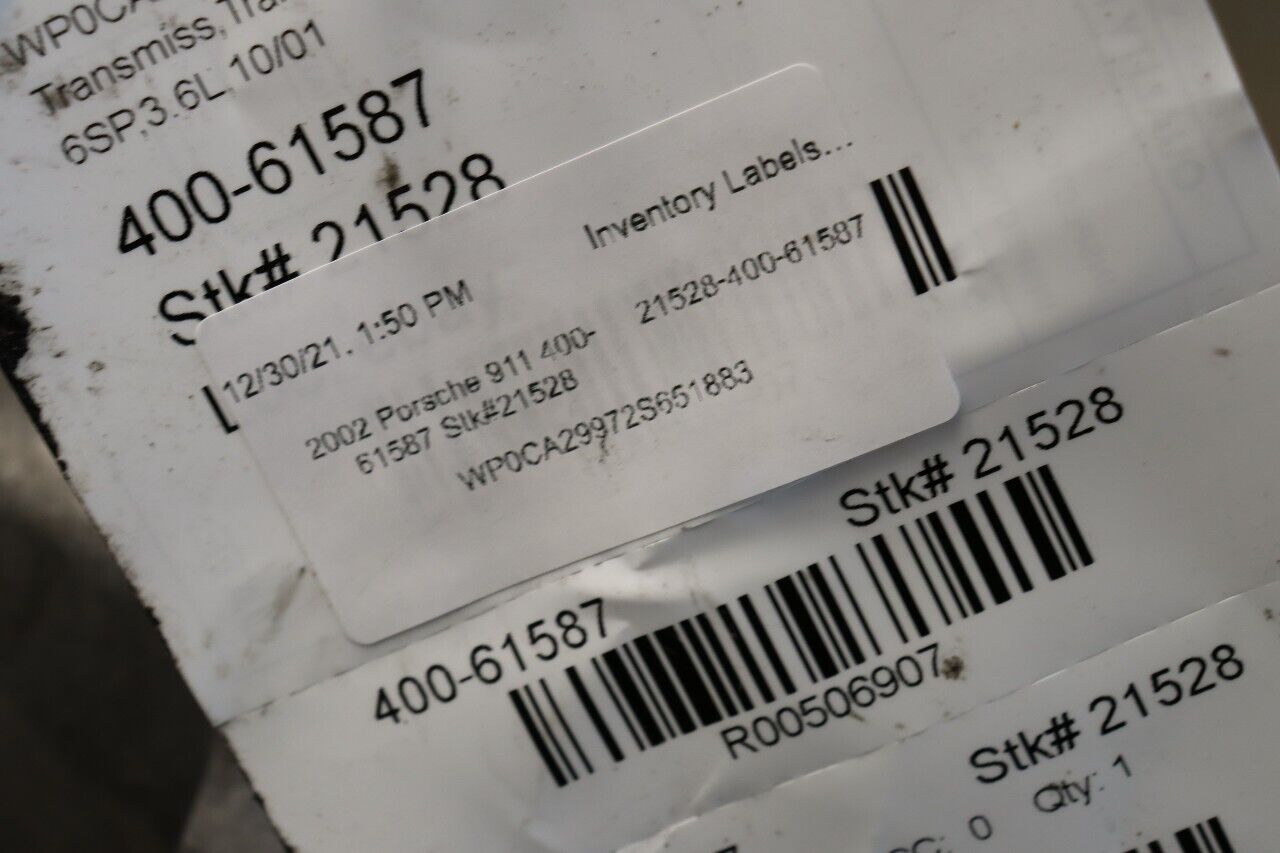 WP0CA
Transmiss,Tra
6SP,3.6L,10/01
400-61587
Stk# 21528
12/30/21, 1:50 PM
Inventory Labels...
2002 Porsche 911 400-
61587 Stk#21528
21528-400-61587
WP0CA29972S651883
Stk# 21528
400-61587
R00506907
Stk# 21528
Qty: 1
CC: 0